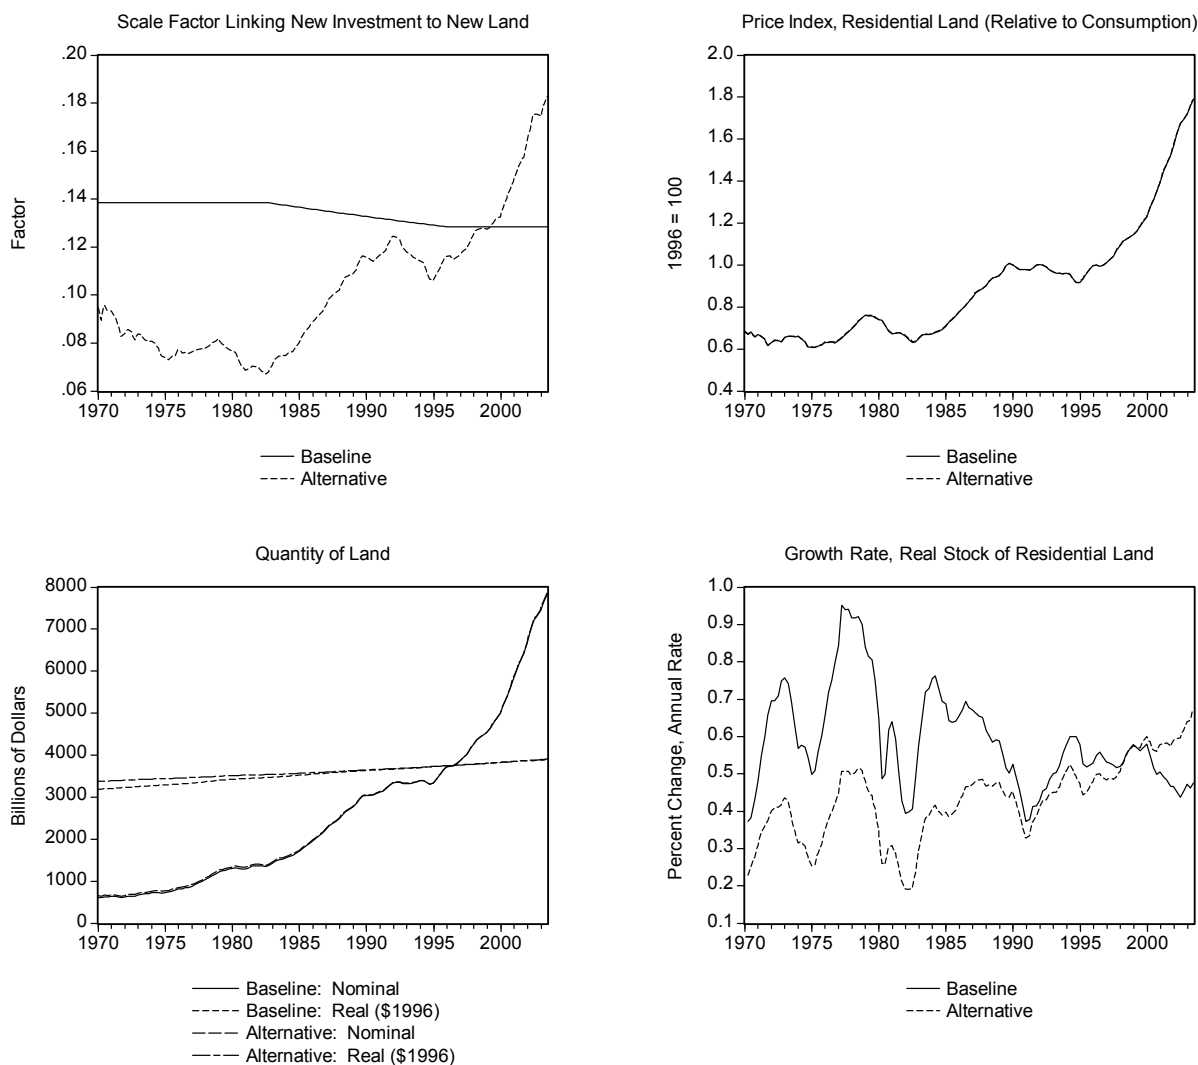 Scale Factor Linking New Investment to New Land
.20
.18
.16
.14
.12
.10
.08
.06
Factor
1970 1975 1980 1985 1990 1995 2000
Baseline
Alternative
Price Index, Residential Land (Relative to Consumption)
2.0
1.8
1.6
1.4
1.2
1.0
0.8
0.6
0.4
1996 = 100
1970 1975 1980 1985 1990 1995 2000
Baseline
Alternative
Quantity of Land
8000
7000
6000
5000
4000
3000
2000
1000
0
Billions of Dollars
1970 1975 1980 1985 1990 1995 2000
Baseline: Nominal
Baseline: Real ($1996)
Alternative: Nominal
Alternative: Real ($1996)
Growth Rate, Real Stock of Residential Land
1.0
0.9
0.8
0.7
0.6
0.5
0.4
0.3
0.2
0.1
Percent Change, Annual Rate
1970 1975 1980 1985 1990 1995 2000
Baseline
Alternative